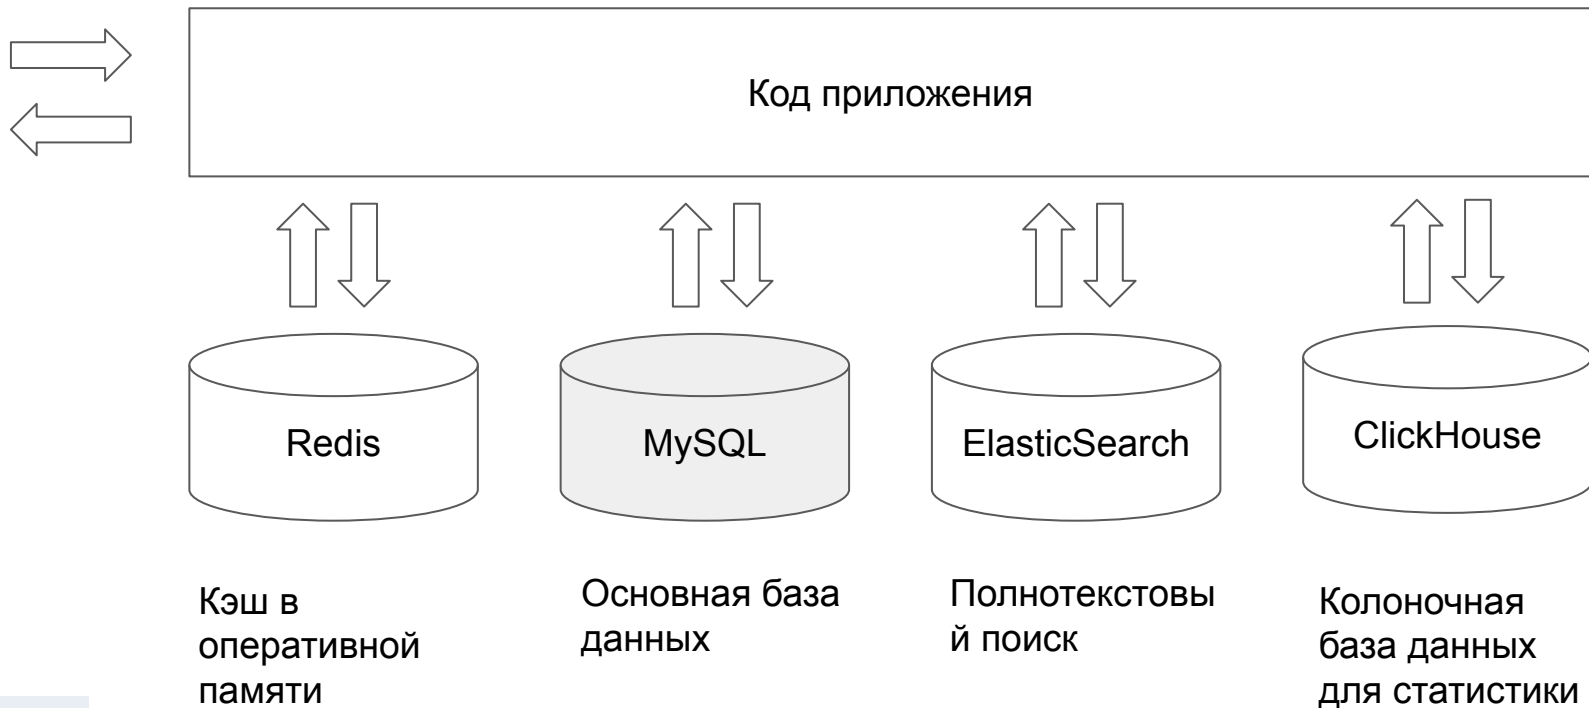 Код приложения
Redis
MySQL
ElasticSearch
ClickHouse
Кэш в
оперативной
памяти
Основная база
данных
Полнотекстовы
й поиск
Колоночная
база данных
для статистики